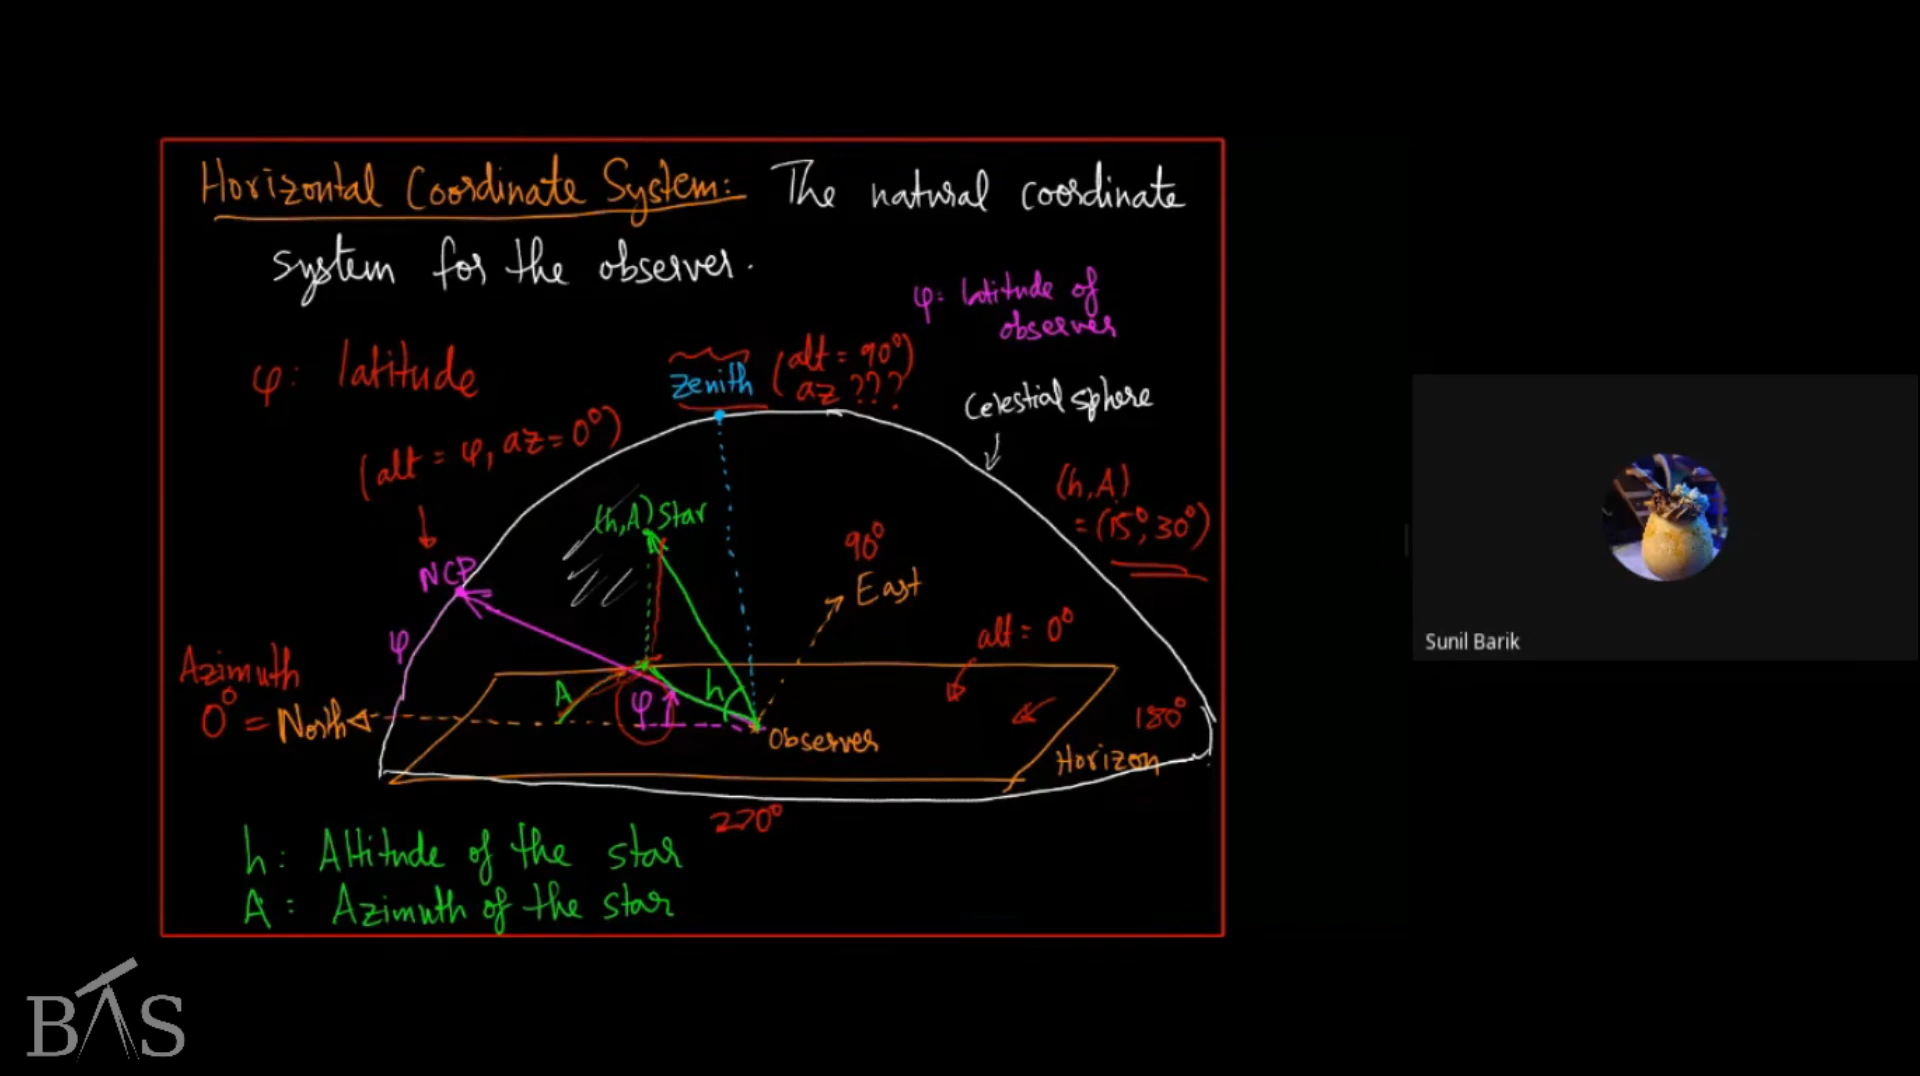 Horizontal Coordinate System: The natural coordinate
system for the observer.
φ: latitude of
observer
φ: latitude
zenith (alt = 90°)
az ???
Celestial sphere
(alt = φ, az = 0°)
(h, A)
= (15°, 30°)
(h, A) Star
90°
East
NCP
alt = 0°
φ
Azimuth
0° = North
A
φ
h
Observer
180°
Horizon
270°
h: Altitude of the star
A: Azimuth of the star
Sunil Barik
BAS